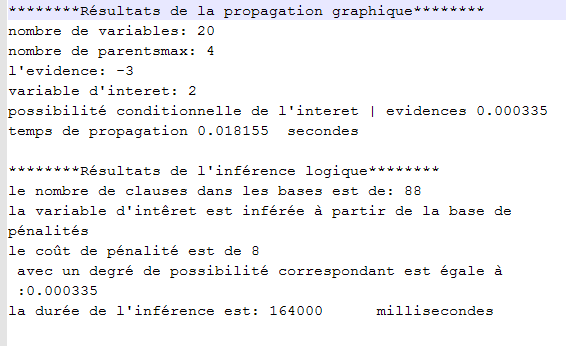 ********Résultats de la propagation graphique********
nombre de variables: 20
nombre de parentsmax: 4
l'evidence: -3
variable d'interet: 2
possibilité conditionnelle de l'interet | evidences 0.000335
temps de propagation 0.018155  secondes
********Résultats de l'inférence logique********
le nombre de clauses dans les bases est de: 88
la variable d'intêret est inférée à partir de la base de
pénalités
le coût de pénalité est de 8
 avec un degré de possibilité correspondant est égale à
 :0.000335
la durée de l'inférence est: 164000      millisecondes